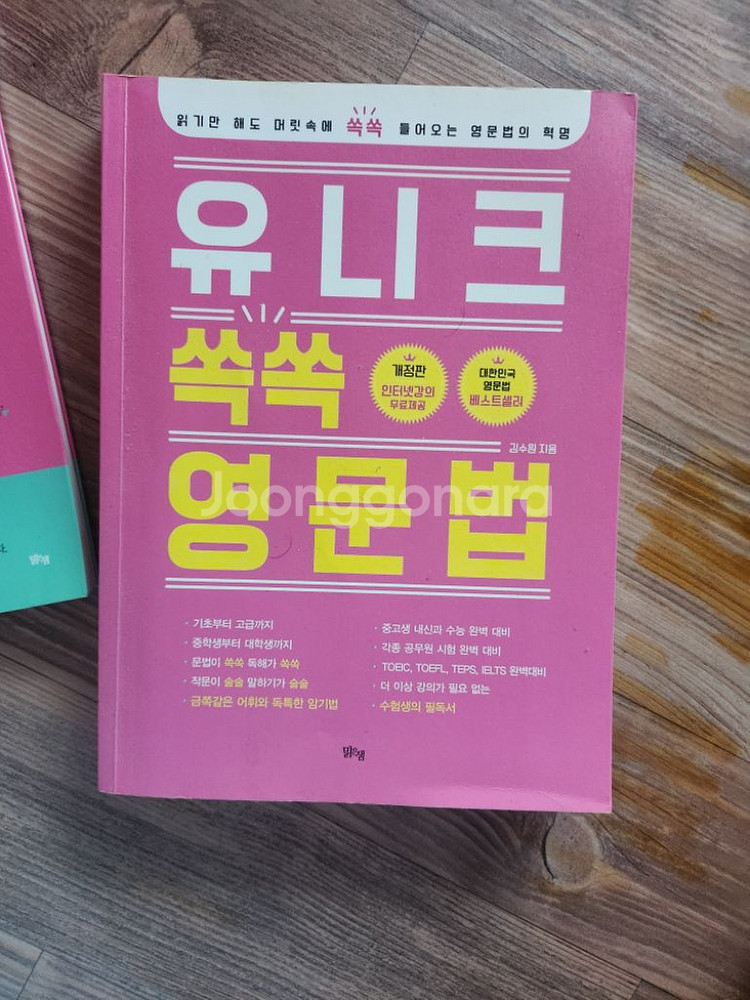 읽기만 해도 머릿속에 쏙쏙 들어오는 영문법의 혁명
유니크
쏙쏙
개정판
인터넷강의
무료제공
대한민국
영문법
베스트셀러
김수원 지음
영문법
Joonggonara
· 기초부터 고급까지
· 중학생부터 대학생까지
· 문법이 쏙쏙 독해가 쏙쏙
· 작문이 술술 말하기가 술술
· 금쪽같은 어휘와 독특한 암기법
· 중고생 내신과 수능 완벽 대비
· 각종 공무원 시험 완벽 대비
· TOEIC, TOEFL, TEPS, IELTS 완벽대비
· 더 이상 강의가 필요 없는
· 수험생의 필독서
맑은샘
맑은샘